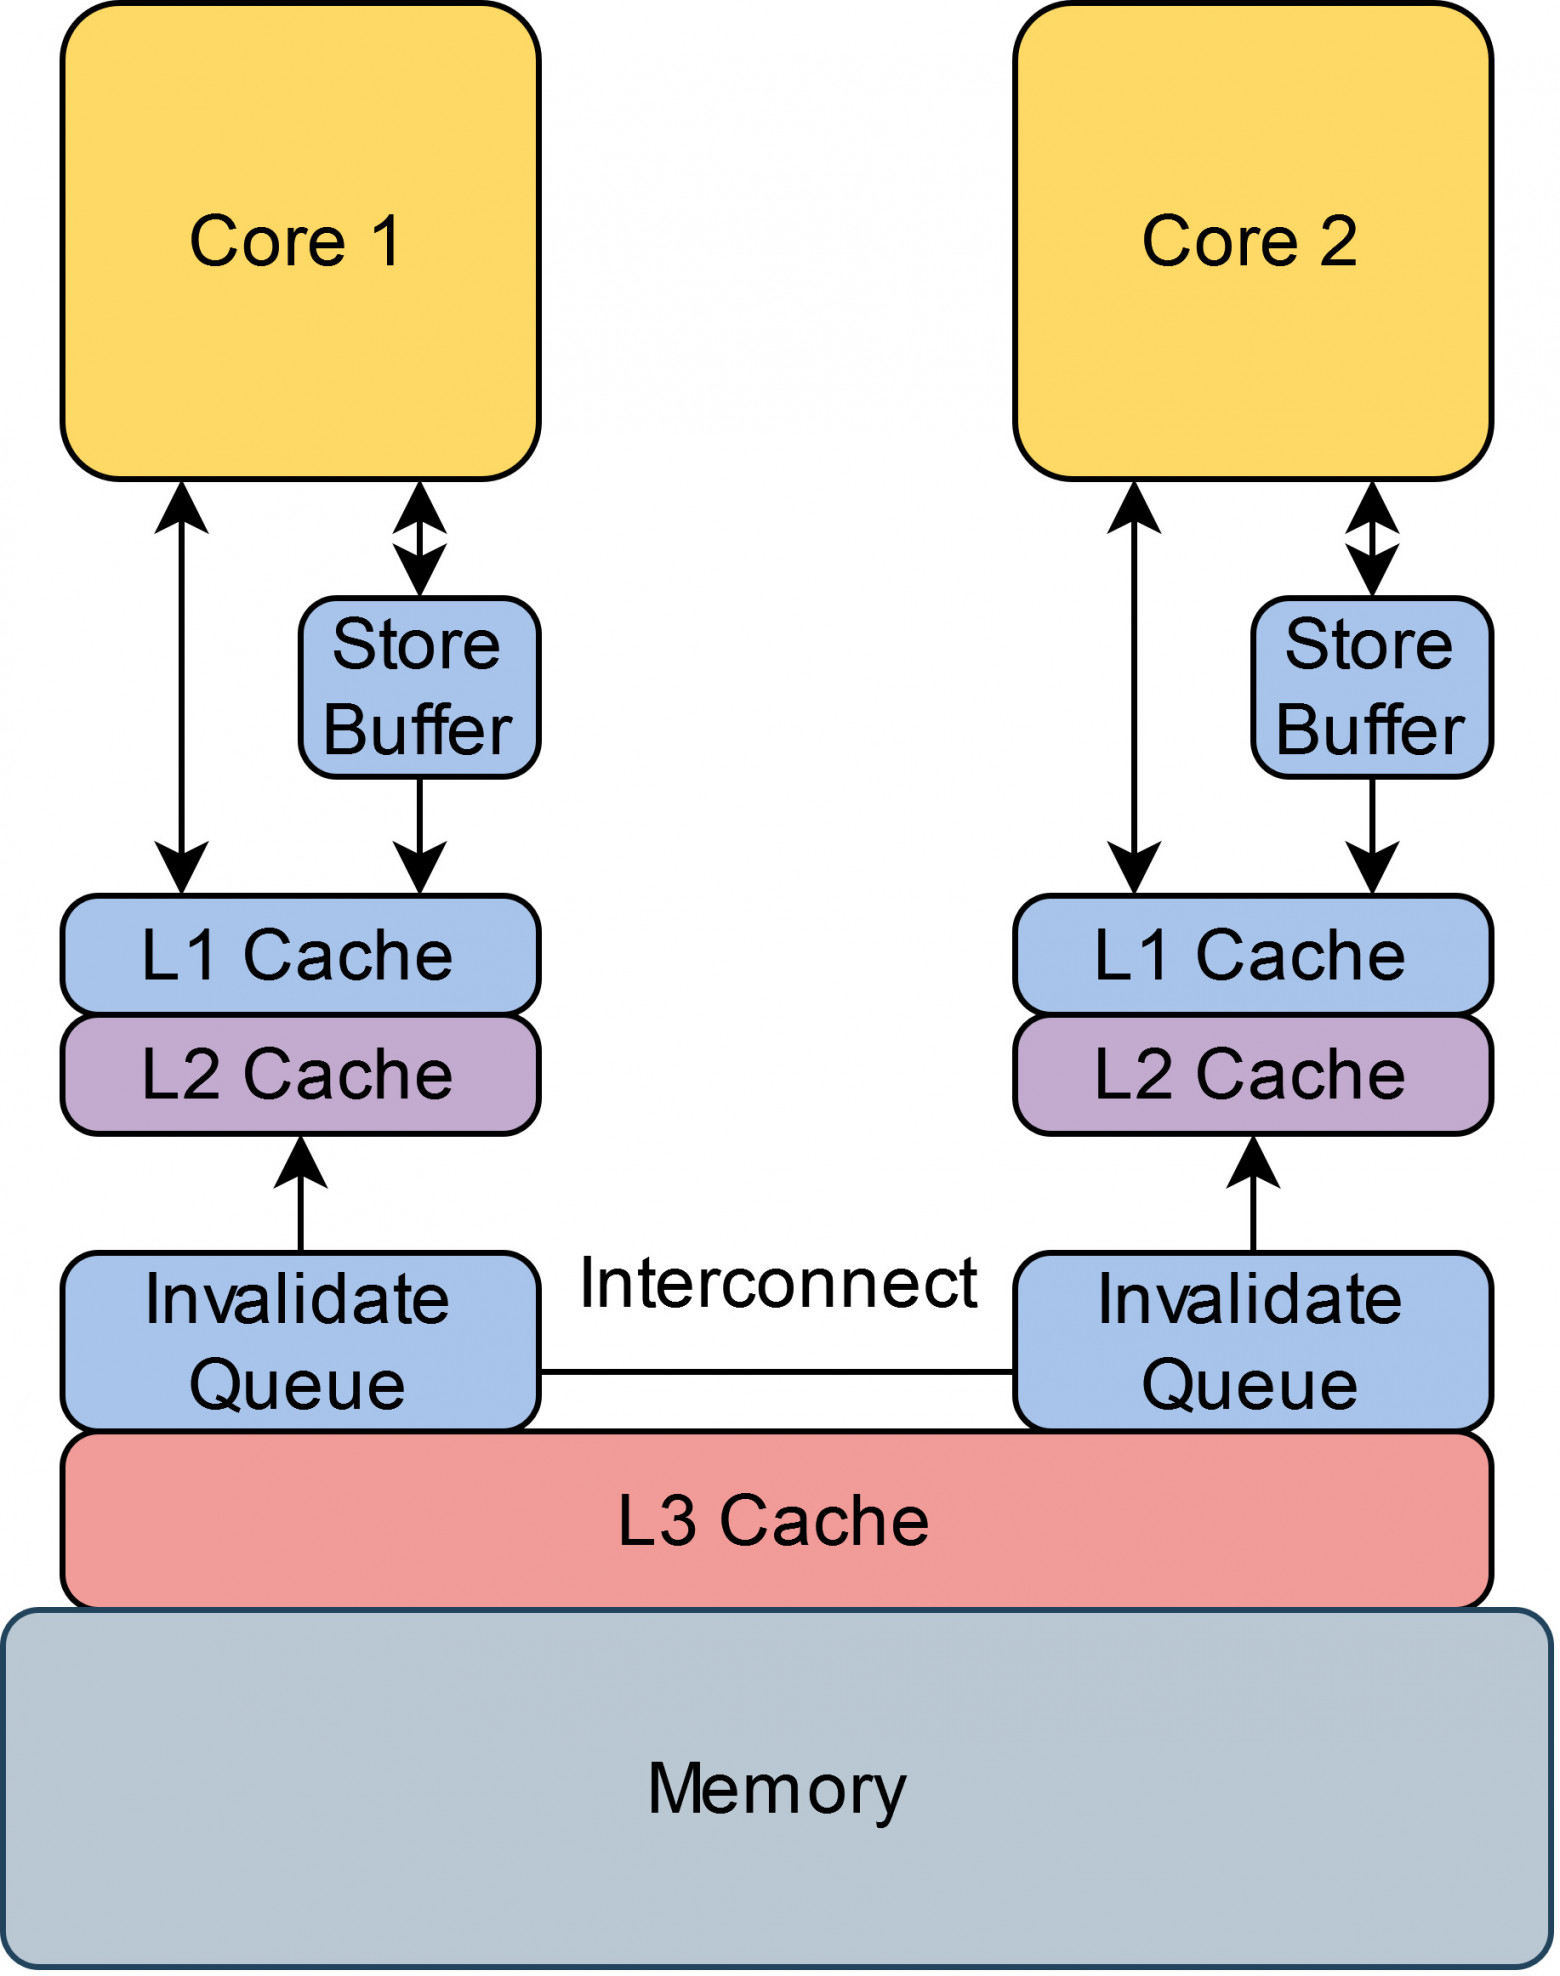 Core 1
Core 2
Store
Buffer
Store
Buffer
L1 Cache
L1 Cache
L2 Cache
L2 Cache
Invalidate
Queue
Interconnect
Invalidate
Queue
L3 Cache
Memory